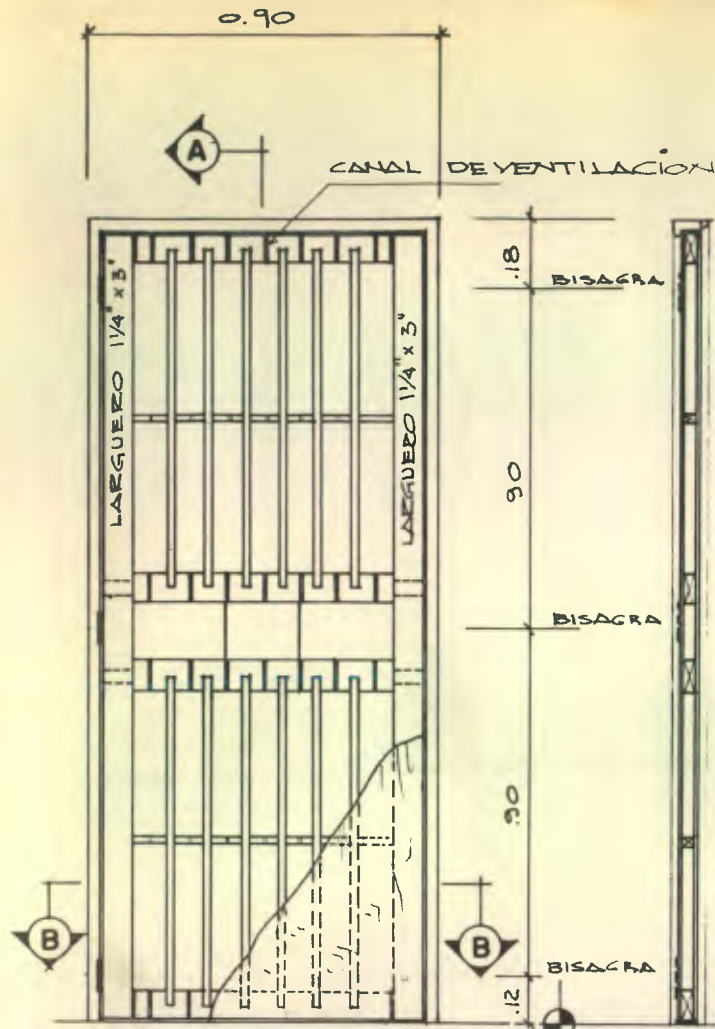 0.90
A
CANAL DE VENTILACION
.18
BISAGRA
LARGUERO 1 1/4" x 3"
LARGUERO 1 1/4" x 3"
90
BISAGRA
.90
B
B
BISAGRA
.12